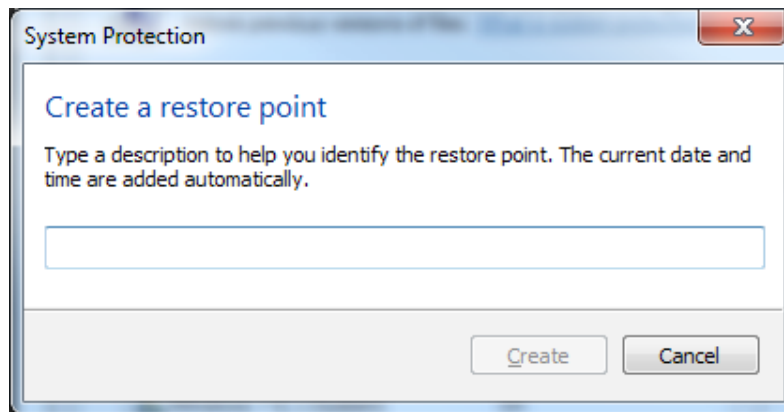 System Protection
Create a restore point
Type a description to help you identify the restore point. The current date and
time are added automatically.
Create
Cancel